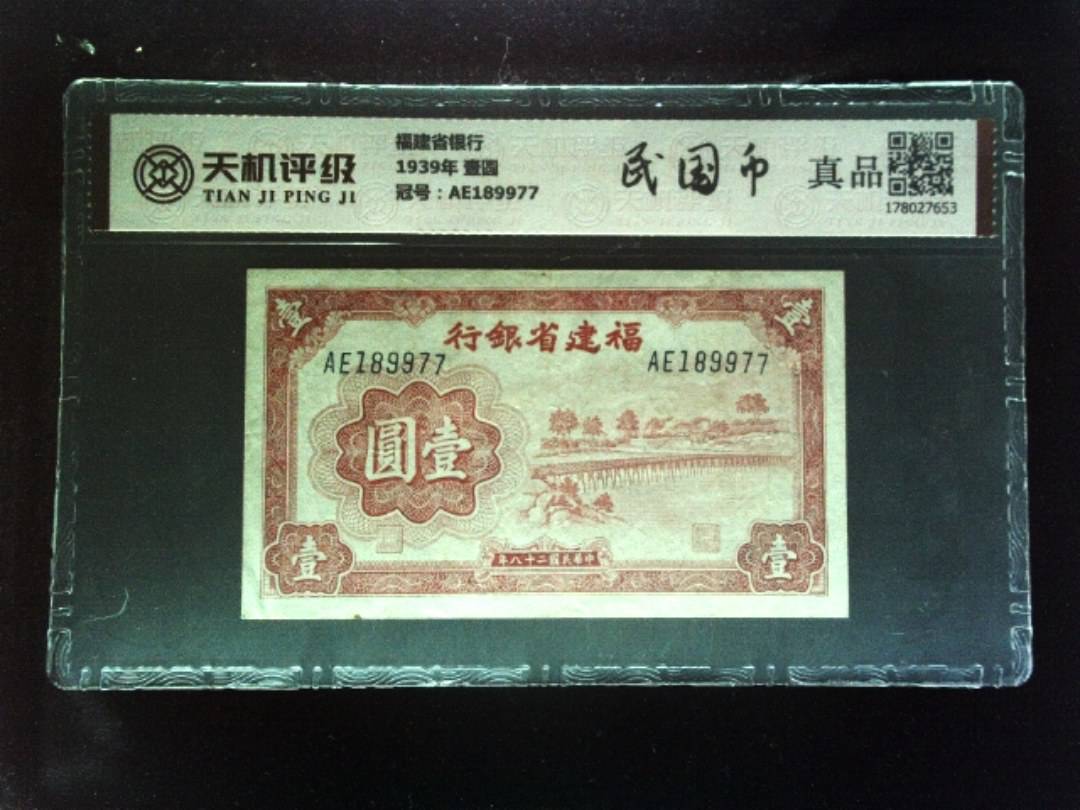 天机评级
TIAN JI PING JI
福建省银行
1939年 壹圆
冠号：AE189977
民国币
真品
178027653
壹
壹
行銀省建福
AE189977
AE189977
圓壹
壹
年八十二國民華中
壹